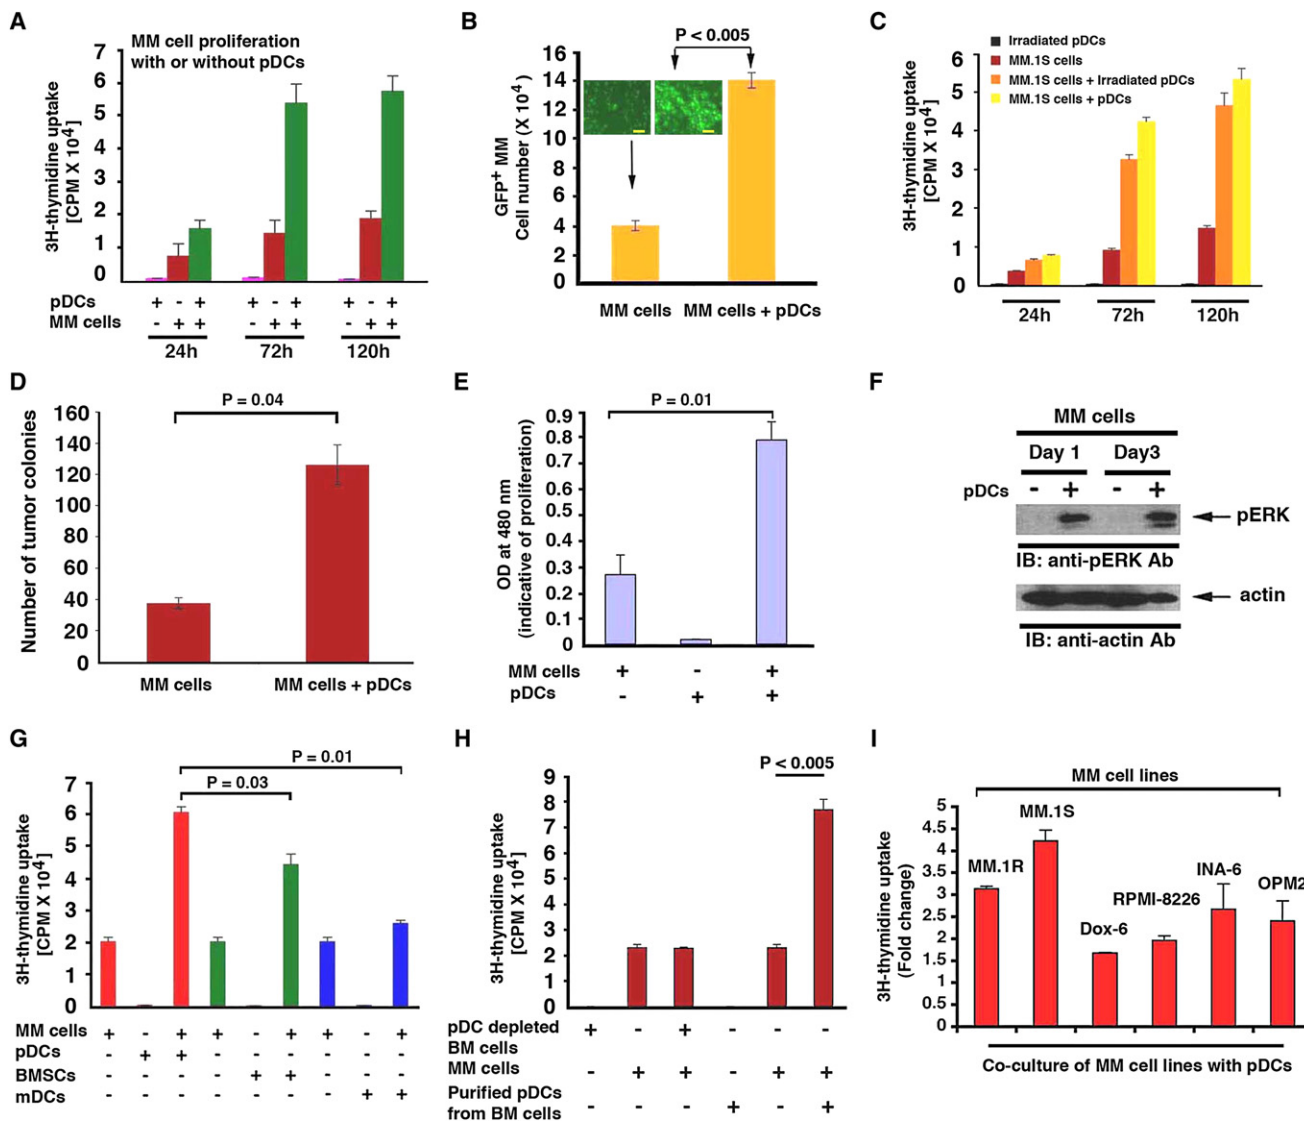 A
MM cell proliferation
with or without pDCs
3H-thymidine uptake
[CPM X 10⁴]
7
6
5
4
3
2
1
0
pDCs + - + + - + + - +
MM cells - + + - + + - + +
24h 72h 120h
B
P < 0.005
GFP⁺ MM
Cell number (X 10⁴)
16
14
12
10
8
6
4
2
0
MM cells MM cells + pDCs
C
Irradiated pDCs
MM.1S cells
MM.1S cells + Irradiated pDCs
MM.1S cells + pDCs
3H-thymidine uptake
[CPM X 10⁴]
6
5
4
3
2
1
0
24h 72h 120h
D
P = 0.04
Number of tumor colonies
160
140
120
100
80
60
40
20
0
MM cells MM cells + pDCs
E
P = 0.01
OD at 480 nm
(indicative of proliferation)
0.9
0.8
0.7
0.6
0.5
0.4
0.3
0.2
0.1
0
MM cells + - +
pDCs - + +
F
MM cells
Day 1 Day3
pDCs - + - +
pERK
IB: anti-pERK Ab
actin
IB: anti-actin Ab
G
P = 0.01
P = 0.03
3H-thymidine uptake
[CPM X 10⁴]
7
6
5
4
3
2
1
0
MM cells + - + + - + + - +
pDCs - + + - - - - - -
BMSCs - - - - + + - - -
mDCs - - - - - - - + +
H
P < 0.005
3H-thymidine uptake
[CPM X 10⁴]
9
8
7
6
5
4
3
2
1
0
pDC depleted + - + - - -
BM cells
MM cells - + + - + +
Purified pDCs
from BM cells - - - + - +
I
MM cell lines
3H-thymidine uptake
(Fold change)
5
4.5
4
3.5
3
2.5
2
1.5
1
0.5
0
MM.1R
MM.1S
Dox-6
RPMI-8226
INA-6
OPM2
Co-culture of MM cell lines with pDCs